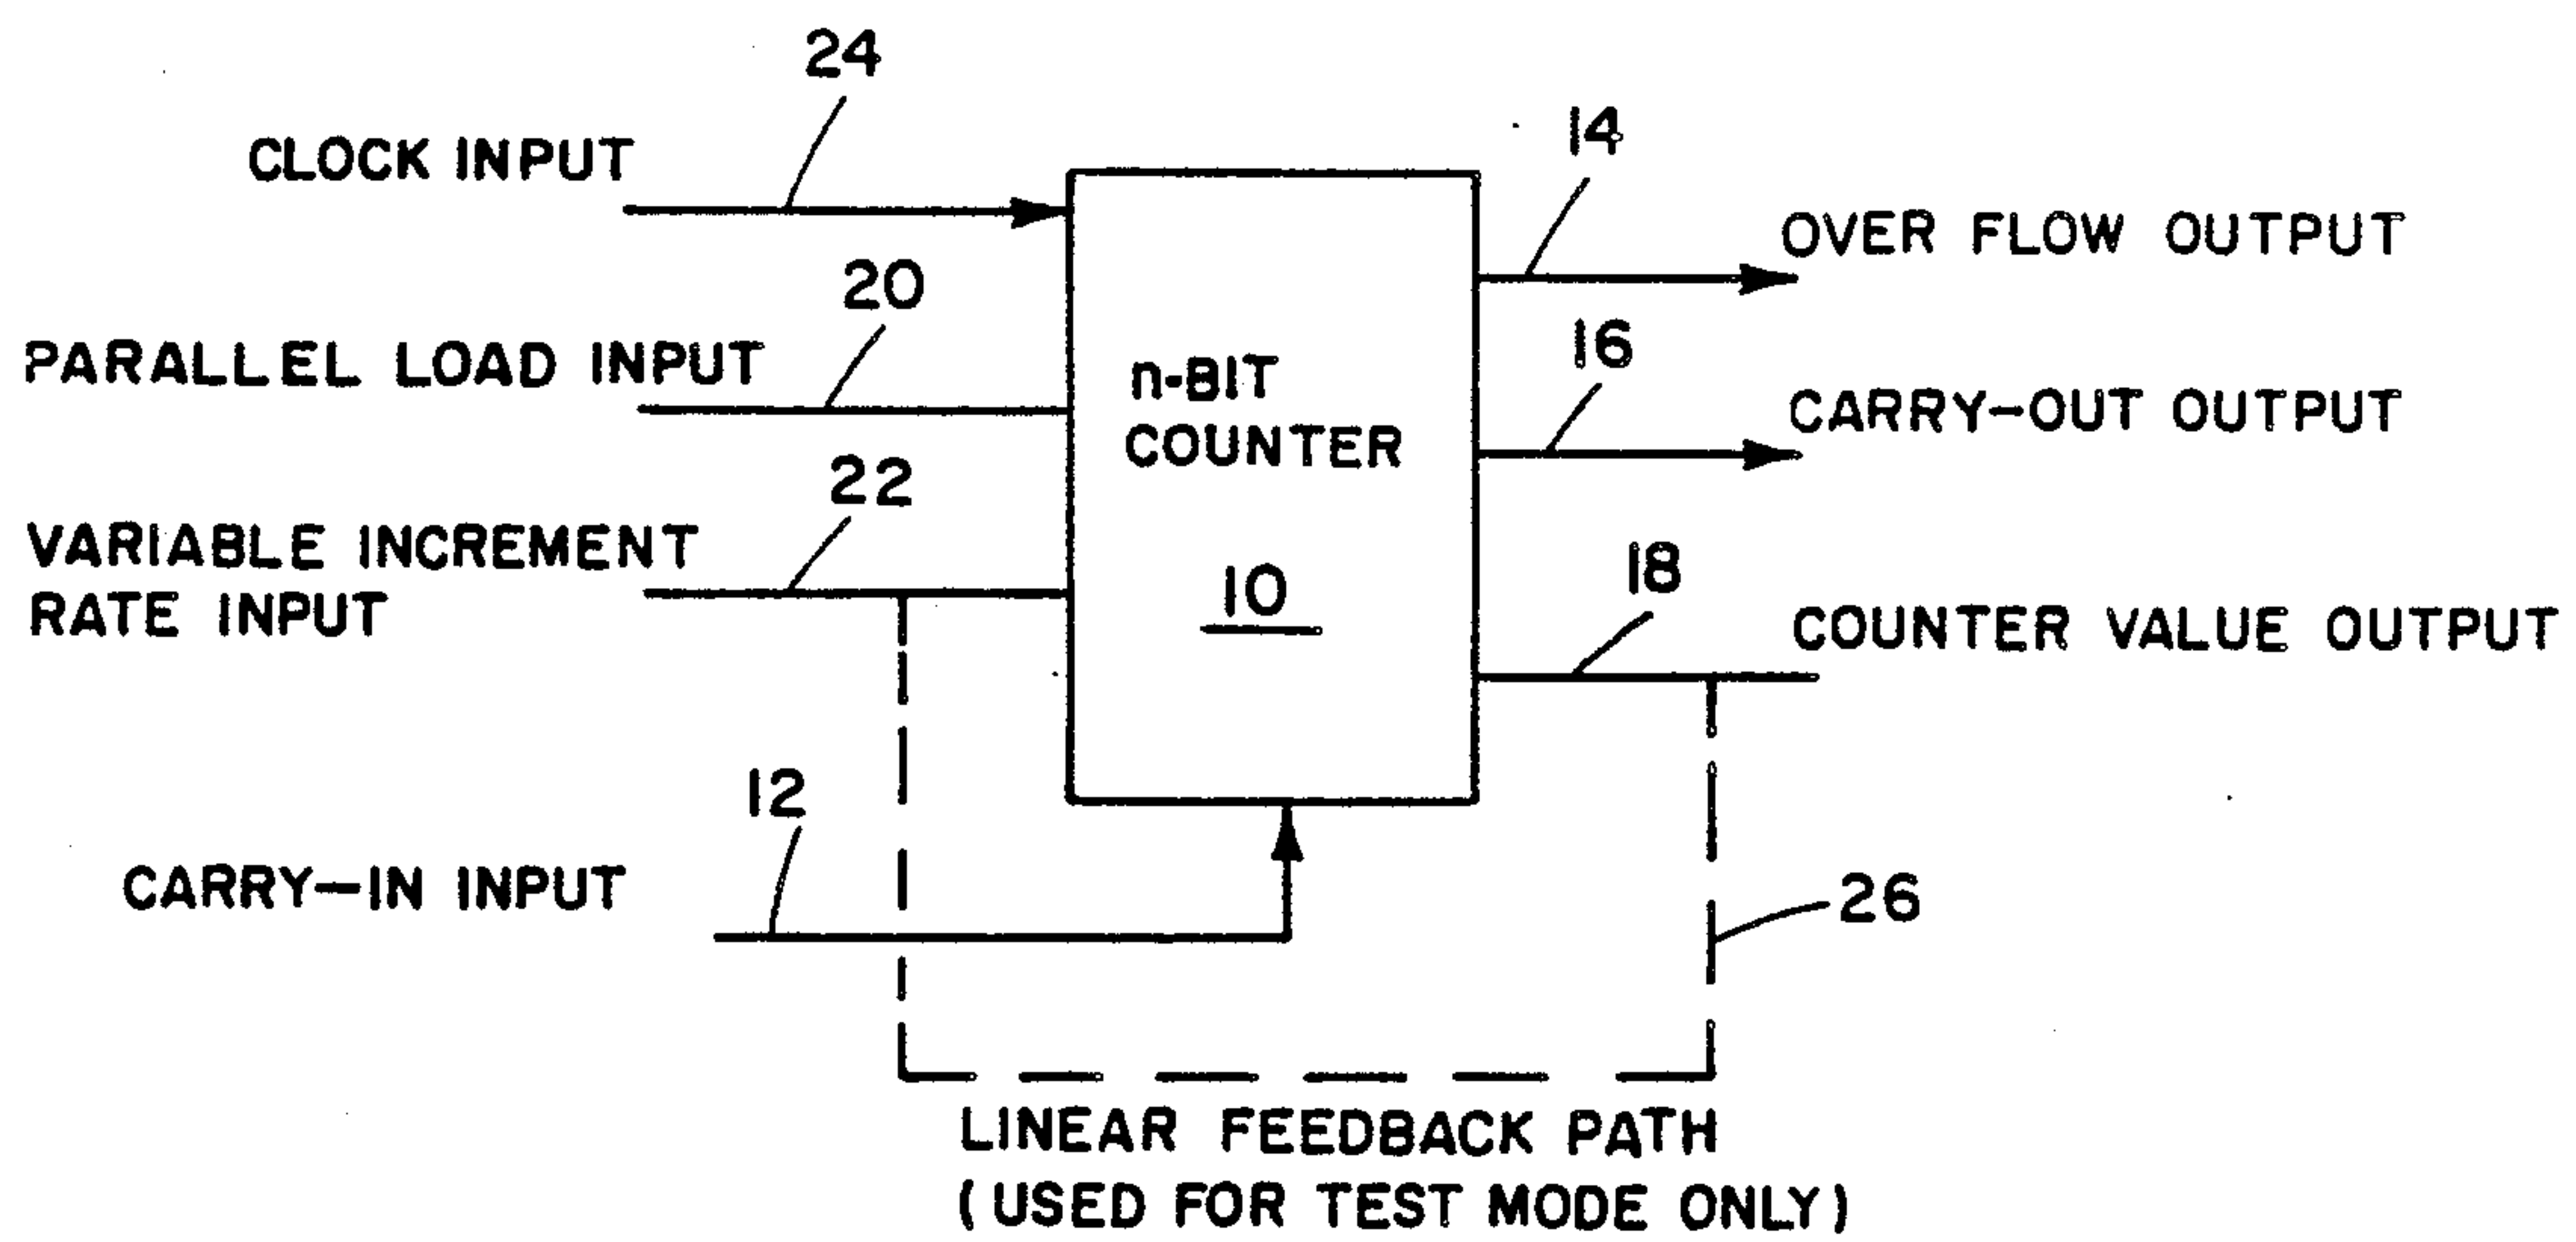 24
CLOCK INPUT
14
OVER FLOW OUTPUT
20
PARALLEL LOAD INPUT
16
n-BIT
COUNTER
CARRY-OUT OUTPUT
22
VARIABLE INCREMENT
RATE INPUT
10
18
COUNTER VALUE OUTPUT
12
CARRY-IN INPUT
26
LINEAR FEEDBACK PATH
(USED FOR TEST MODE ONLY)